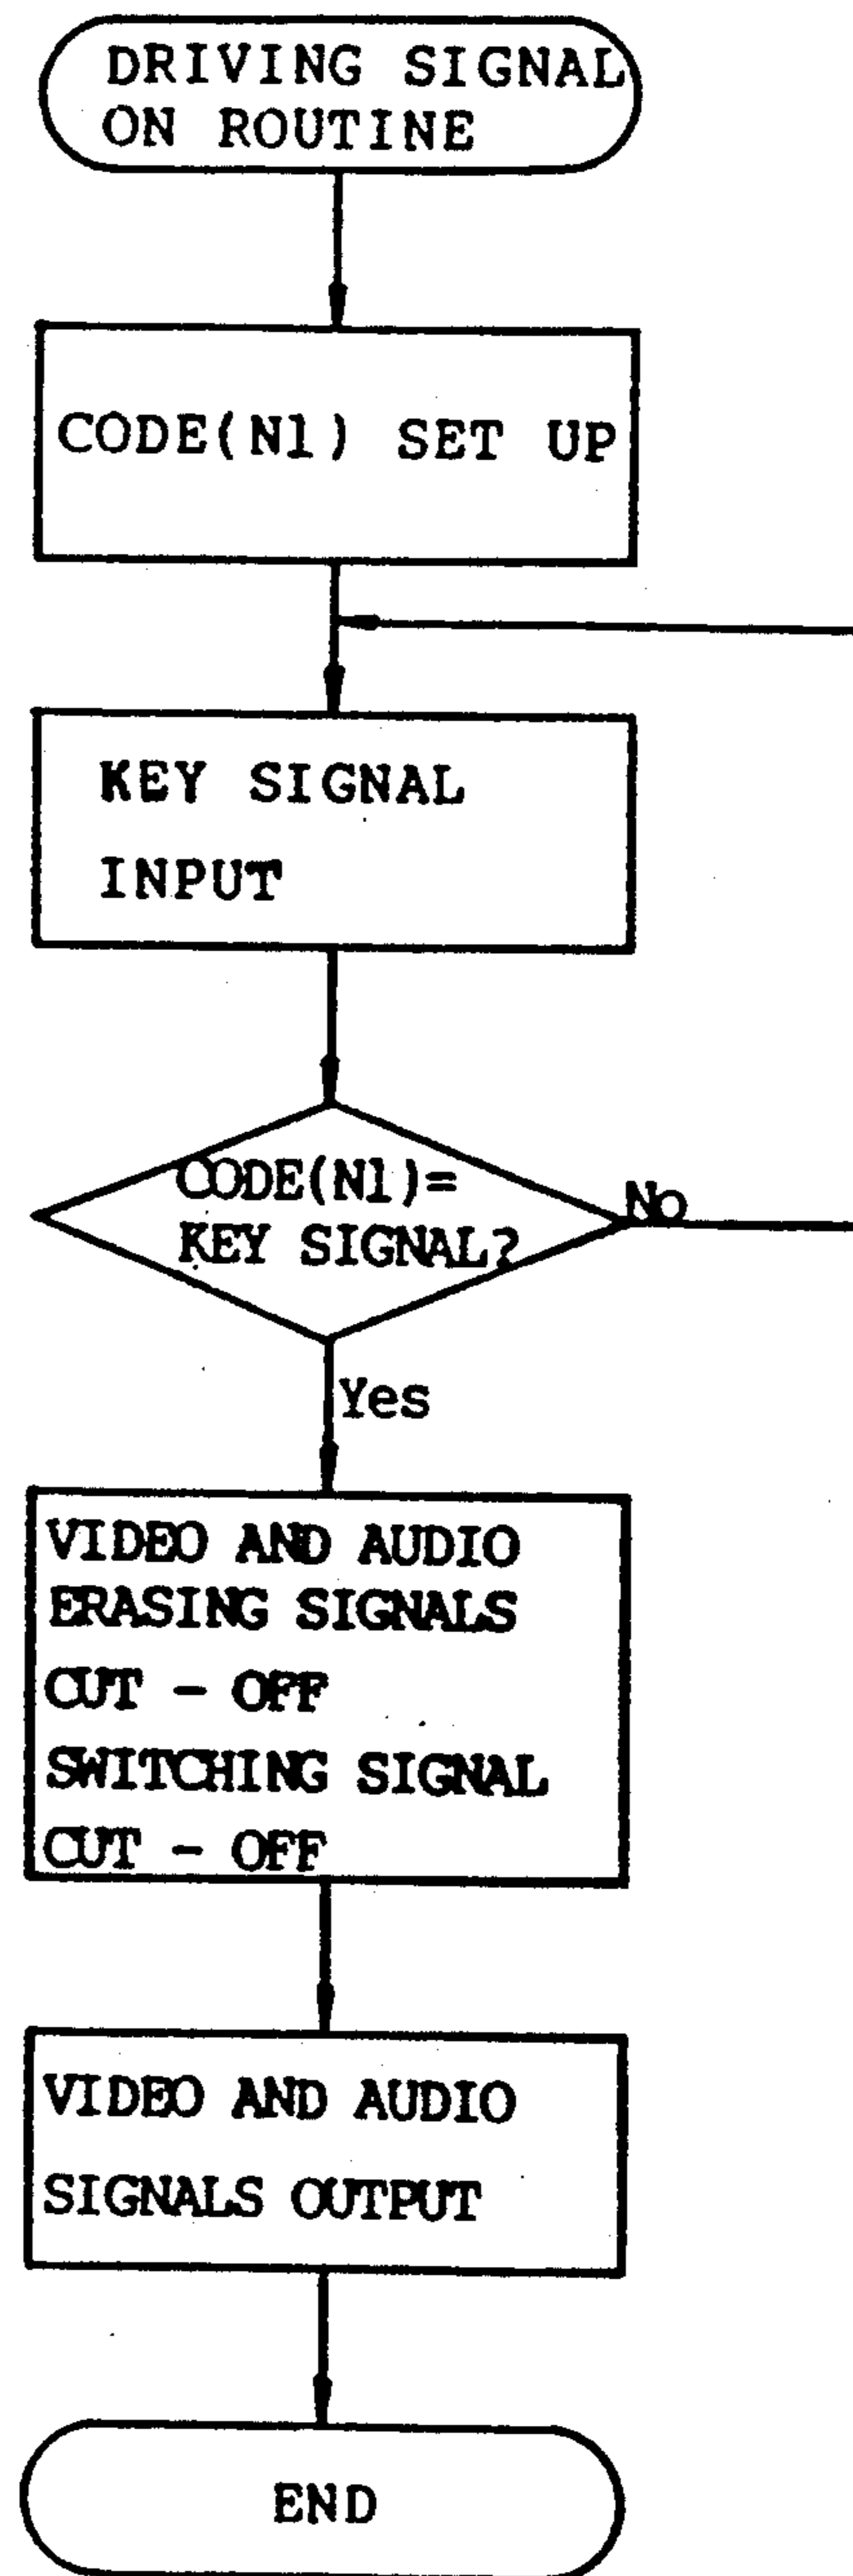 DRIVING SIGNAL
ON ROUTINE
CODE(N1) SET UP
KEY SIGNAL
INPUT
CODE(N1)=
KEY SIGNAL?
No
Yes
VIDEO AND AUDIO
ERASING SIGNALS
CUT - OFF
SWITCHING SIGNAL
CUT - OFF
VIDEO AND AUDIO
SIGNALS OUTPUT
END